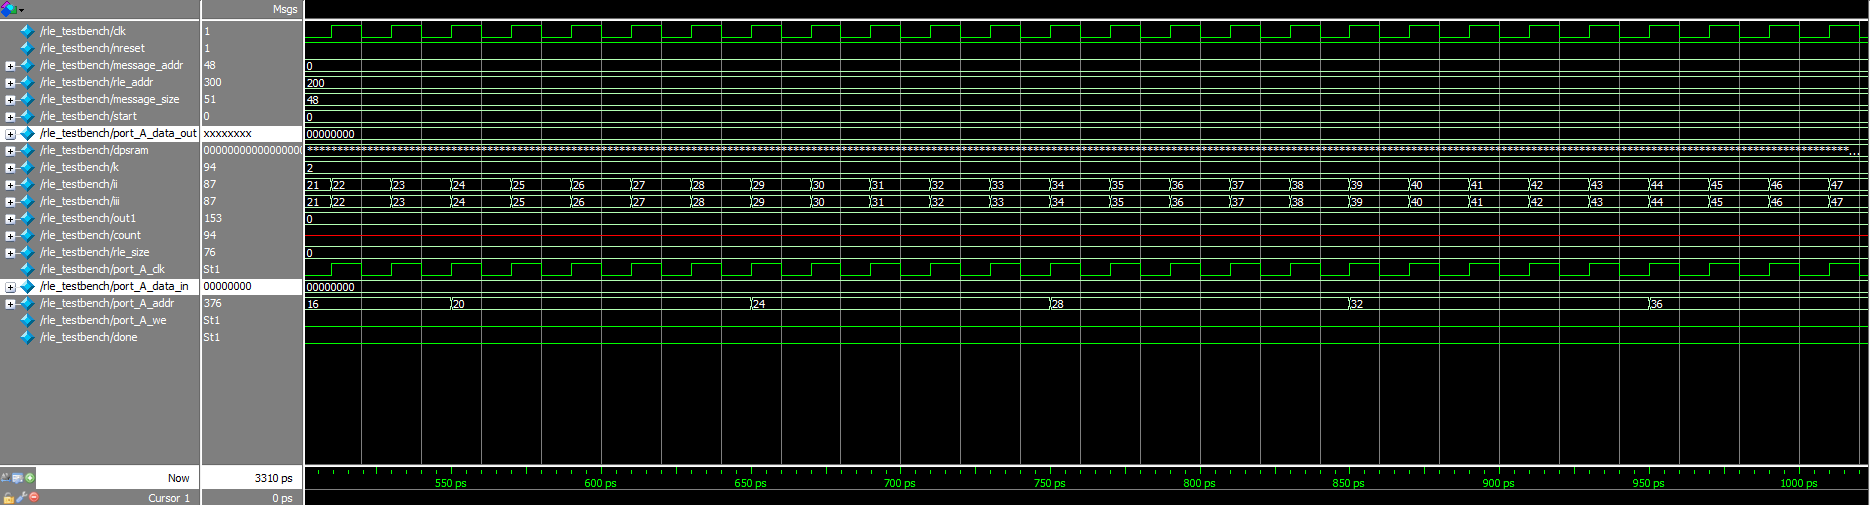 Msgs
/rle_testbench/clk 1
/rle_testbench/nreset 1
/rle_testbench/message_addr 48 0
/rle_testbench/rle_addr 300 200
/rle_testbench/message_size 51 48
/rle_testbench/start 0 0
/rle_testbench/port_A_data_out xxxxxxxx 00000000
/rle_testbench/dpsram 0000000000000000
/rle_testbench/k 94 2
/rle_testbench/ii 87 21 22 23 24 25 26 27 28 29 30 31 32 33 34 35 36 37 38 39 40 41 42 43 44 45 46 47
/rle_testbench/iii 87 21 22 23 24 25 26 27 28 29 30 31 32 33 34 35 36 37 38 39 40 41 42 43 44 45 46 47
/rle_testbench/out1 153 0
/rle_testbench/count 94
/rle_testbench/rle_size 76 0
/rle_testbench/port_A_clk St1
/rle_testbench/port_A_data_in 00000000 00000000
/rle_testbench/port_A_addr 376 16 20 24 28 32 36
/rle_testbench/port_A_we St1
/rle_testbench/done St1
Now 3310 ps
550 ps 600 ps 650 ps 700 ps 750 ps 800 ps 850 ps 900 ps 950 ps 1000 ps
Cursor 1 0 ps